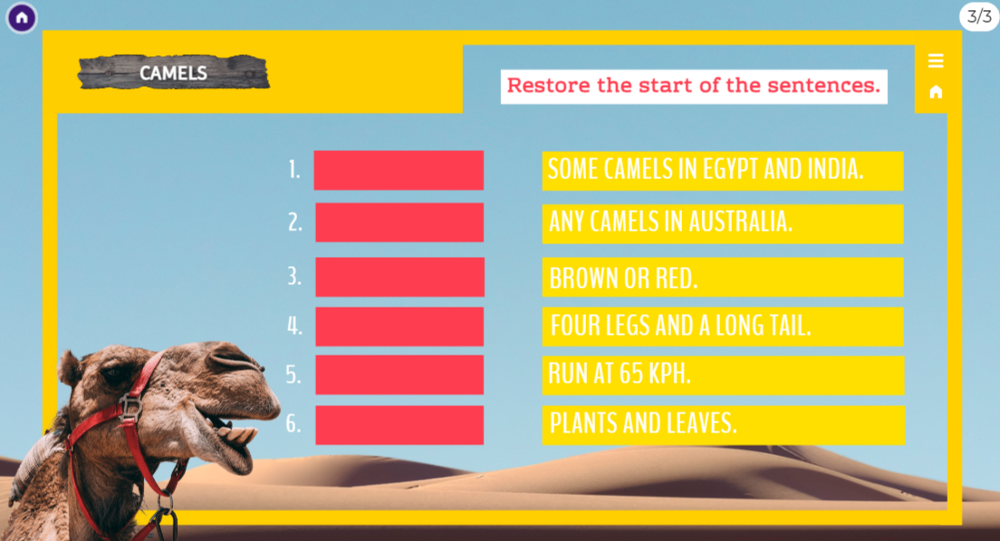 3/3
CAMELS
Restore the start of the sentences.
1. SOME CAMELS IN EGYPT AND INDIA.
2. ANY CAMELS IN AUSTRALIA.
3. BROWN OR RED.
4. FOUR LEGS AND A LONG TAIL.
5. RUN AT 65 KPH.
6. PLANTS AND LEAVES.